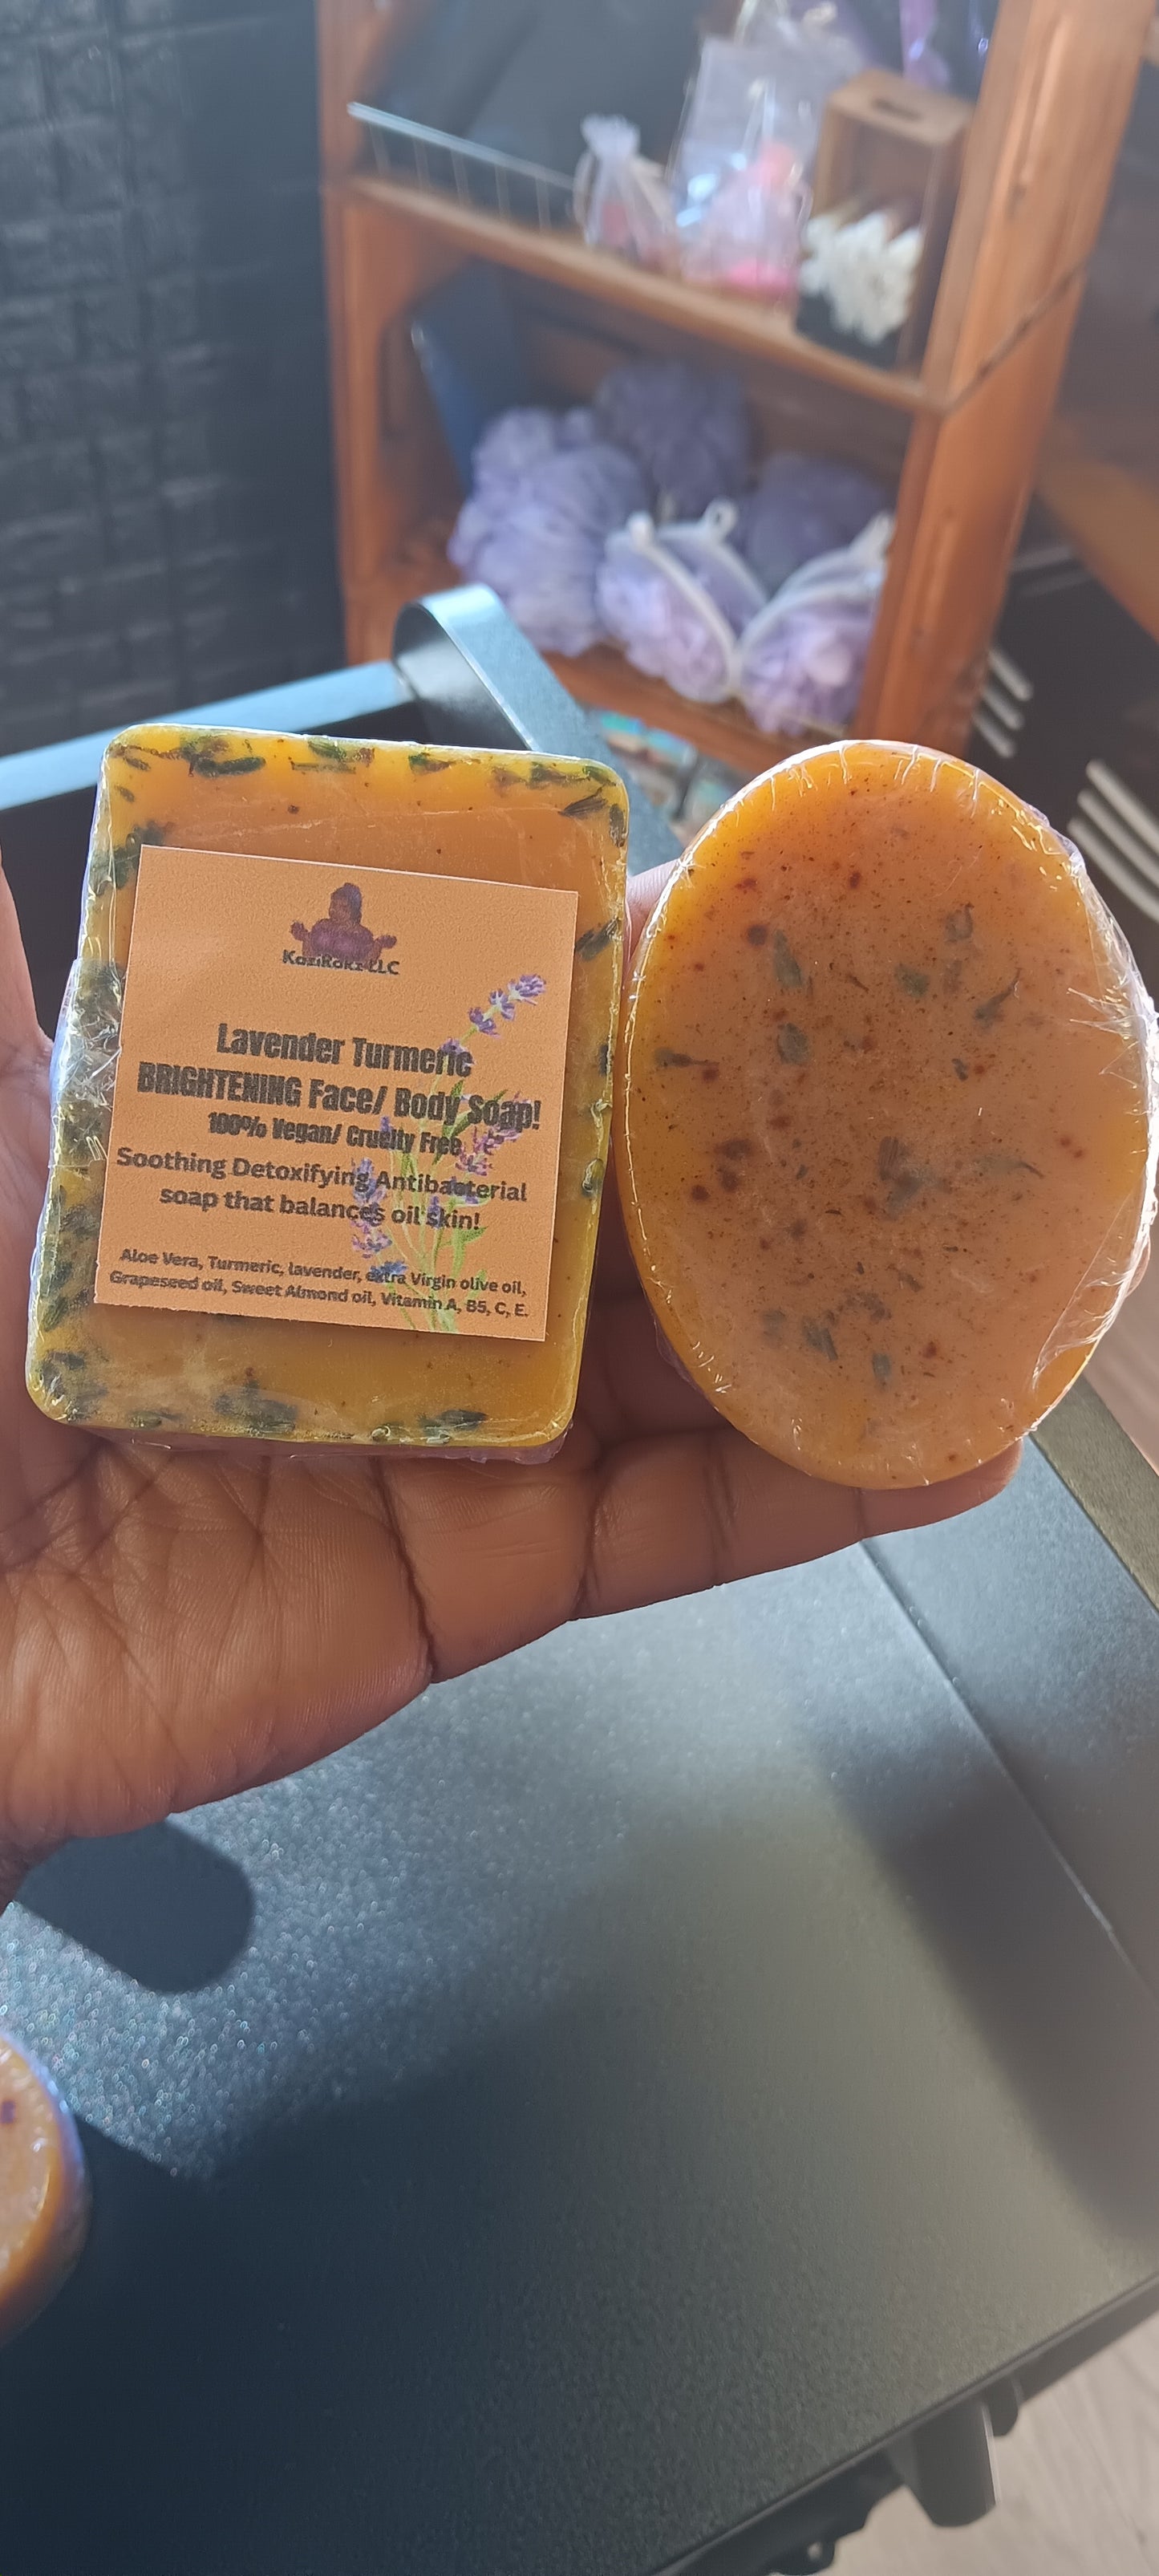 KoziRokz LLC
Lavender Turmeric
BRIGHTENING Face/ Body Soap!
100% Vegan/ Cruelty Free
Soothing Detoxifying Antibacterial
soap that balances oil skin!
Aloe Vera, Turmeric, lavender, extra Virgin olive oil,
Grapeseed oil, Sweet Almond oil, Vitamin A, B5, C, E.